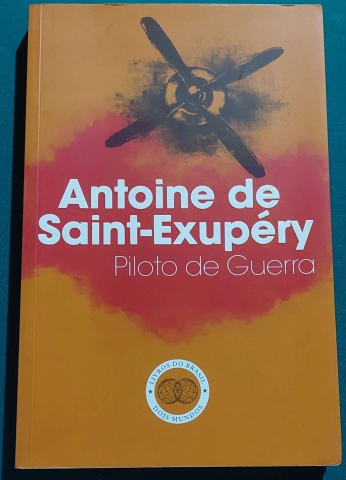 Antoine de
Saint-Exupéry
Piloto de Guerra
LIVROS DO BRASIL
DOIS MUNDOS